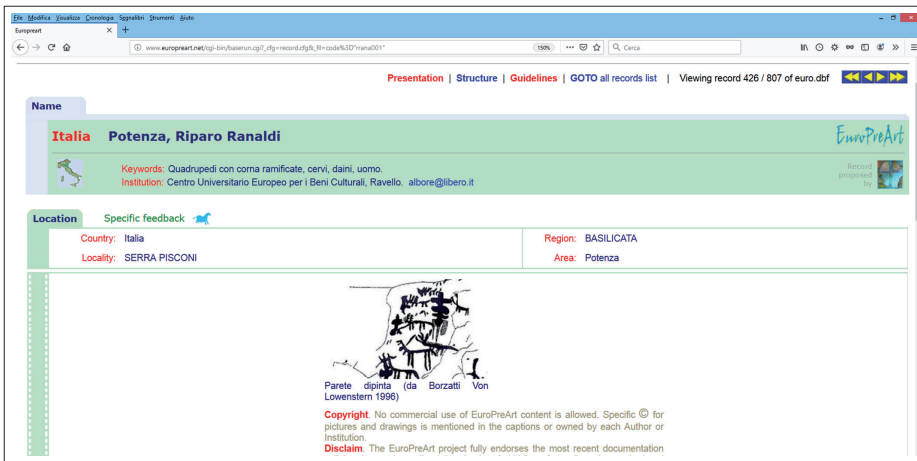 File Modifica Visualizza Cronologia Segnalibri Strumenti Aiuto
Europreart
www.europreart.net/cgi-bin/baserun.cgi?_cfg=record.cfg&_fil=code%3D"rrana001" 150% Cerca
Presentation | Structure | Guidelines | GOTO all records list | Viewing record 426 / 807 of euro.dbf
Name
Italia Potenza, Riparo Ranaldi EuroPreArt
Keywords: Quadrupedi con corna ramificate, cervi, daini, uomo.
Institution: Centro Universitario Europeo per i Beni Culturali, Ravello. albore@libero.it
Record
proposed
by
Location Specific feedback
Country: Italia Region: BASILICATA
Locality: SERRA PISCONI Area: Potenza
Parete dipinta (da Borzatti Von
Lowenstern 1996)
Copyright. No commercial use of EuroPreArt content is allowed. Specific © for
pictures and drawings is mentioned in the captions or owned by each Author or
Institution.
Disclaim. The EuroPreArt project fully endorses the most recent documentation